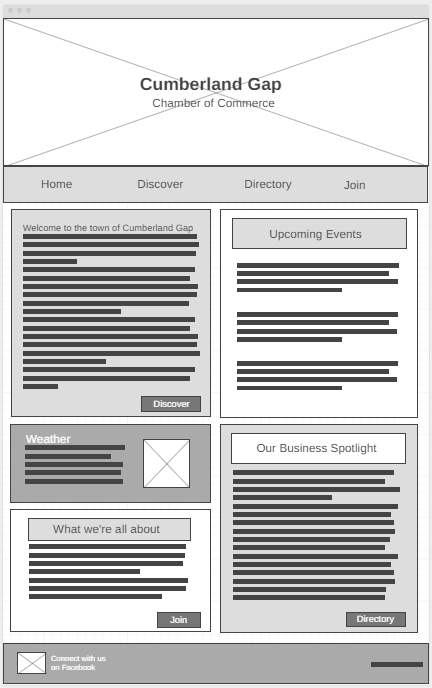 Cumberland Gap
Chamber of Commerce
Home
Discover
Directory
Join
Welcome to the town of Cumberland Gap
Discover
Upcoming Events
Weather
Our Business Spotlight
Directory
What we're all about
Join
Connect with us
on Facebook